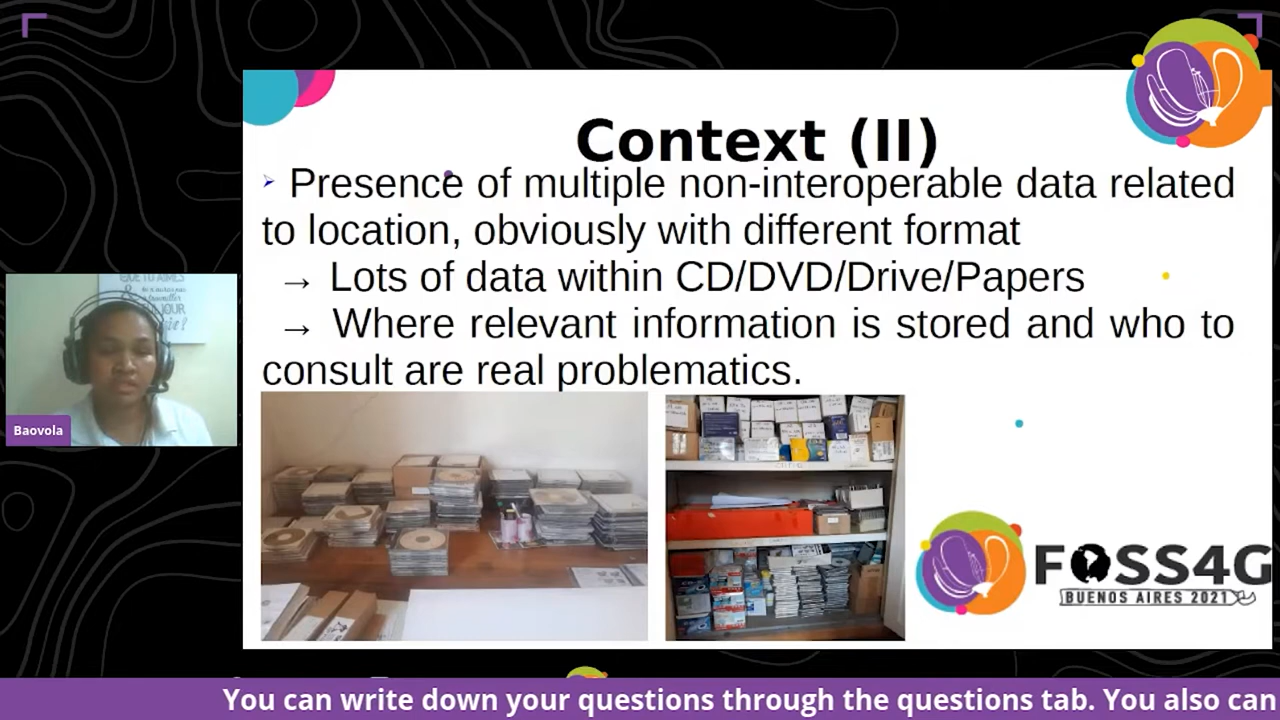 Context (II)
➢ Presence of multiple non-interoperable data related
to location, obviously with different format
→ Lots of data within CD/DVD/Drive/Papers
→ Where relevant information is stored and who to
consult are real problematics.
Baovola
FOSS4G
BUENOS AIRES 2021
You can write down your questions through the questions tab. You also can